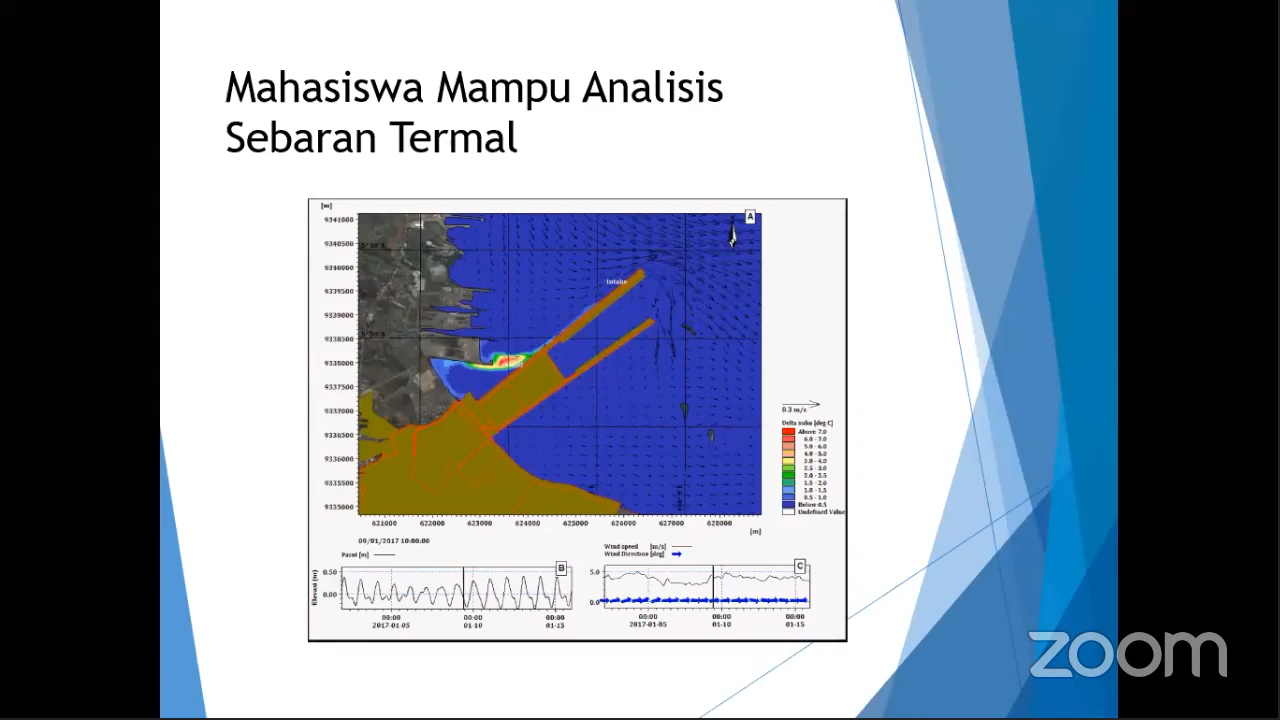 Mahasiswa Mampu Analisis
Sebaran Termal
[m]
A
9341000
9340500
9340000
9339500
9339000
9338500
9338000
9337500
9337000
9336500
9336000
9335500
9335000
Intake
621000 622000 623000 624000 625000 626000 627000 628000
[m]
0.3 m/s
Above 7.0
6.0 - 7.0
5.0 - 6.0
4.0 - 5.0
3.0 - 4.0
2.5 - 3.0
2.0 - 2.5
1.5 - 2.0
1.0 - 1.5
0.5 - 1.0
Below 0.5
Undefined Value
09/01/2017 10:00:00
Wind speed [m/s]
Wind Direction [deg]
B
C
Elevasi (m)
0.50
0.00
5.0
0.0
00:00 00:00 00:00
2017-01-05 01-10 01-15
00:00 00:00 00:00
2017-01-05 01-10 01-15
zoom